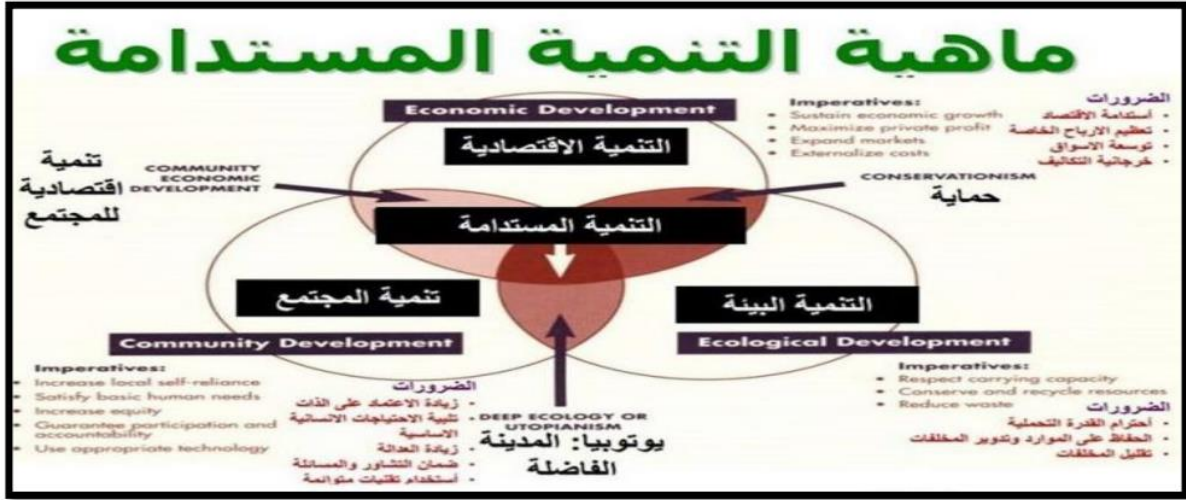 ماهية التنمية المستدامة
Economic Development
التنمية الاقتصادية
Imperatives:
• Sustain economic growth
• Maximize private profit
• Expand markets
• Externalize costs
الضرورات
• أستدامة الاقتصاد
• تعظيم الارباح الخاصة
• توسعة الاسواق
• خرجانية التكاليف
تنمية
اقتصادية
للمجتمع
COMMUNITY
ECONOMIC
DEVELOPMENT
CONSERVATIONISM
حماية
التنمية المستدامة
تنمية المجتمع
التنمية البيئة
Community Development
Ecological Development
Imperatives:
• Increase local self-reliance
• Satisfy basic human needs
• Increase equity
• Guarantee participation and
accountability
• Use appropriate technology
الضرورات
• زيادة الاعتماد على الذات
• تلبية الاحتياجات الانسانية
الاساسية
• زيادة العدالة
• ضمان التشاور والمسائلة
• أستخدام تقنيات متوائمة
DEEP ECOLOGY OR
UTOPIANISM
يوتوبيا: المدينة
الفاضلة
Imperatives:
• Respect carrying capacity
• Conserve and recycle resources
• Reduce waste
الضرورات
• أحترام القدرة التحملية
• الحفاظ على الموارد وتدوير المخلفات
• تقليل المخلفات